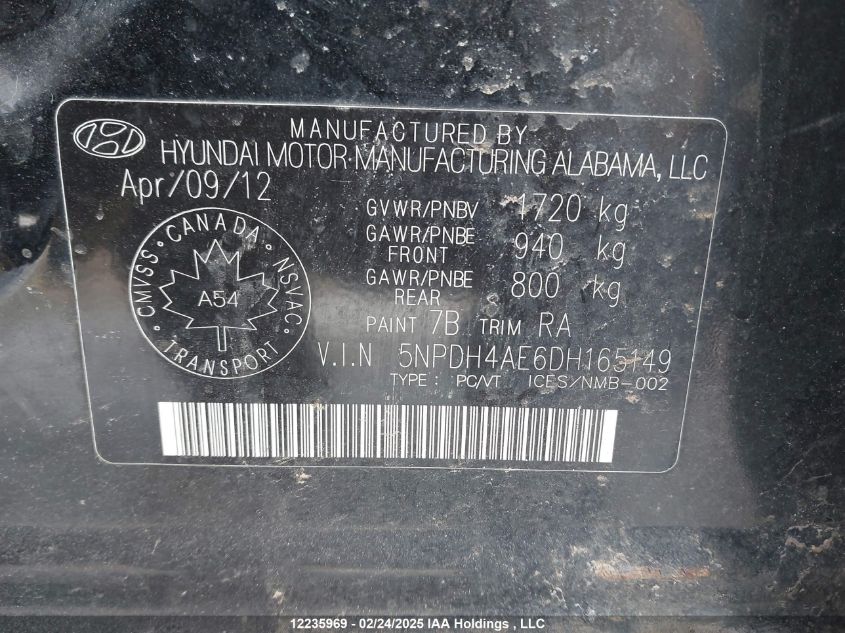 MANUFACTURED BY
HYUNDAI MOTOR MANUFACTURING ALABAMA, LLC
Apr/09/12
GVWR/PNBV 1720 kg
GAWR/PNBE FRONT 940 kg
GAWR/PNBE REAR 800 kg
CANADA
CMVSS
NSVAC
A54
TRANSPORT
PAINT 7B TRIM RA
V.I.N 5NPDH4AE6DH165149
TYPE : PC/VT ICES/NMB-002
12235969 - 02/24/2025 IAA Holdings , LLC